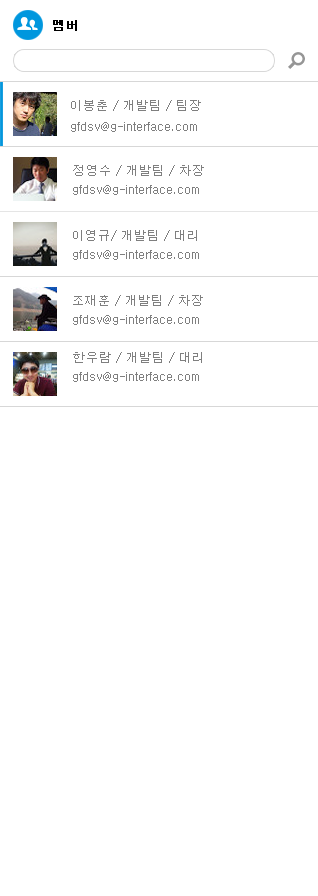 멤버
이봉춘 / 개발팀 / 팀장
gfdsv@g-interface.com
정영수 / 개발팀 / 차장
gfdsv@g-interface.com
이영규/ 개발팀 / 대리
gfdsv@g-interface.com
조재훈 / 개발팀 / 차장
gfdsv@g-interface.com
한우람 / 개발팀 / 대리
gfdsv@g-interface.com